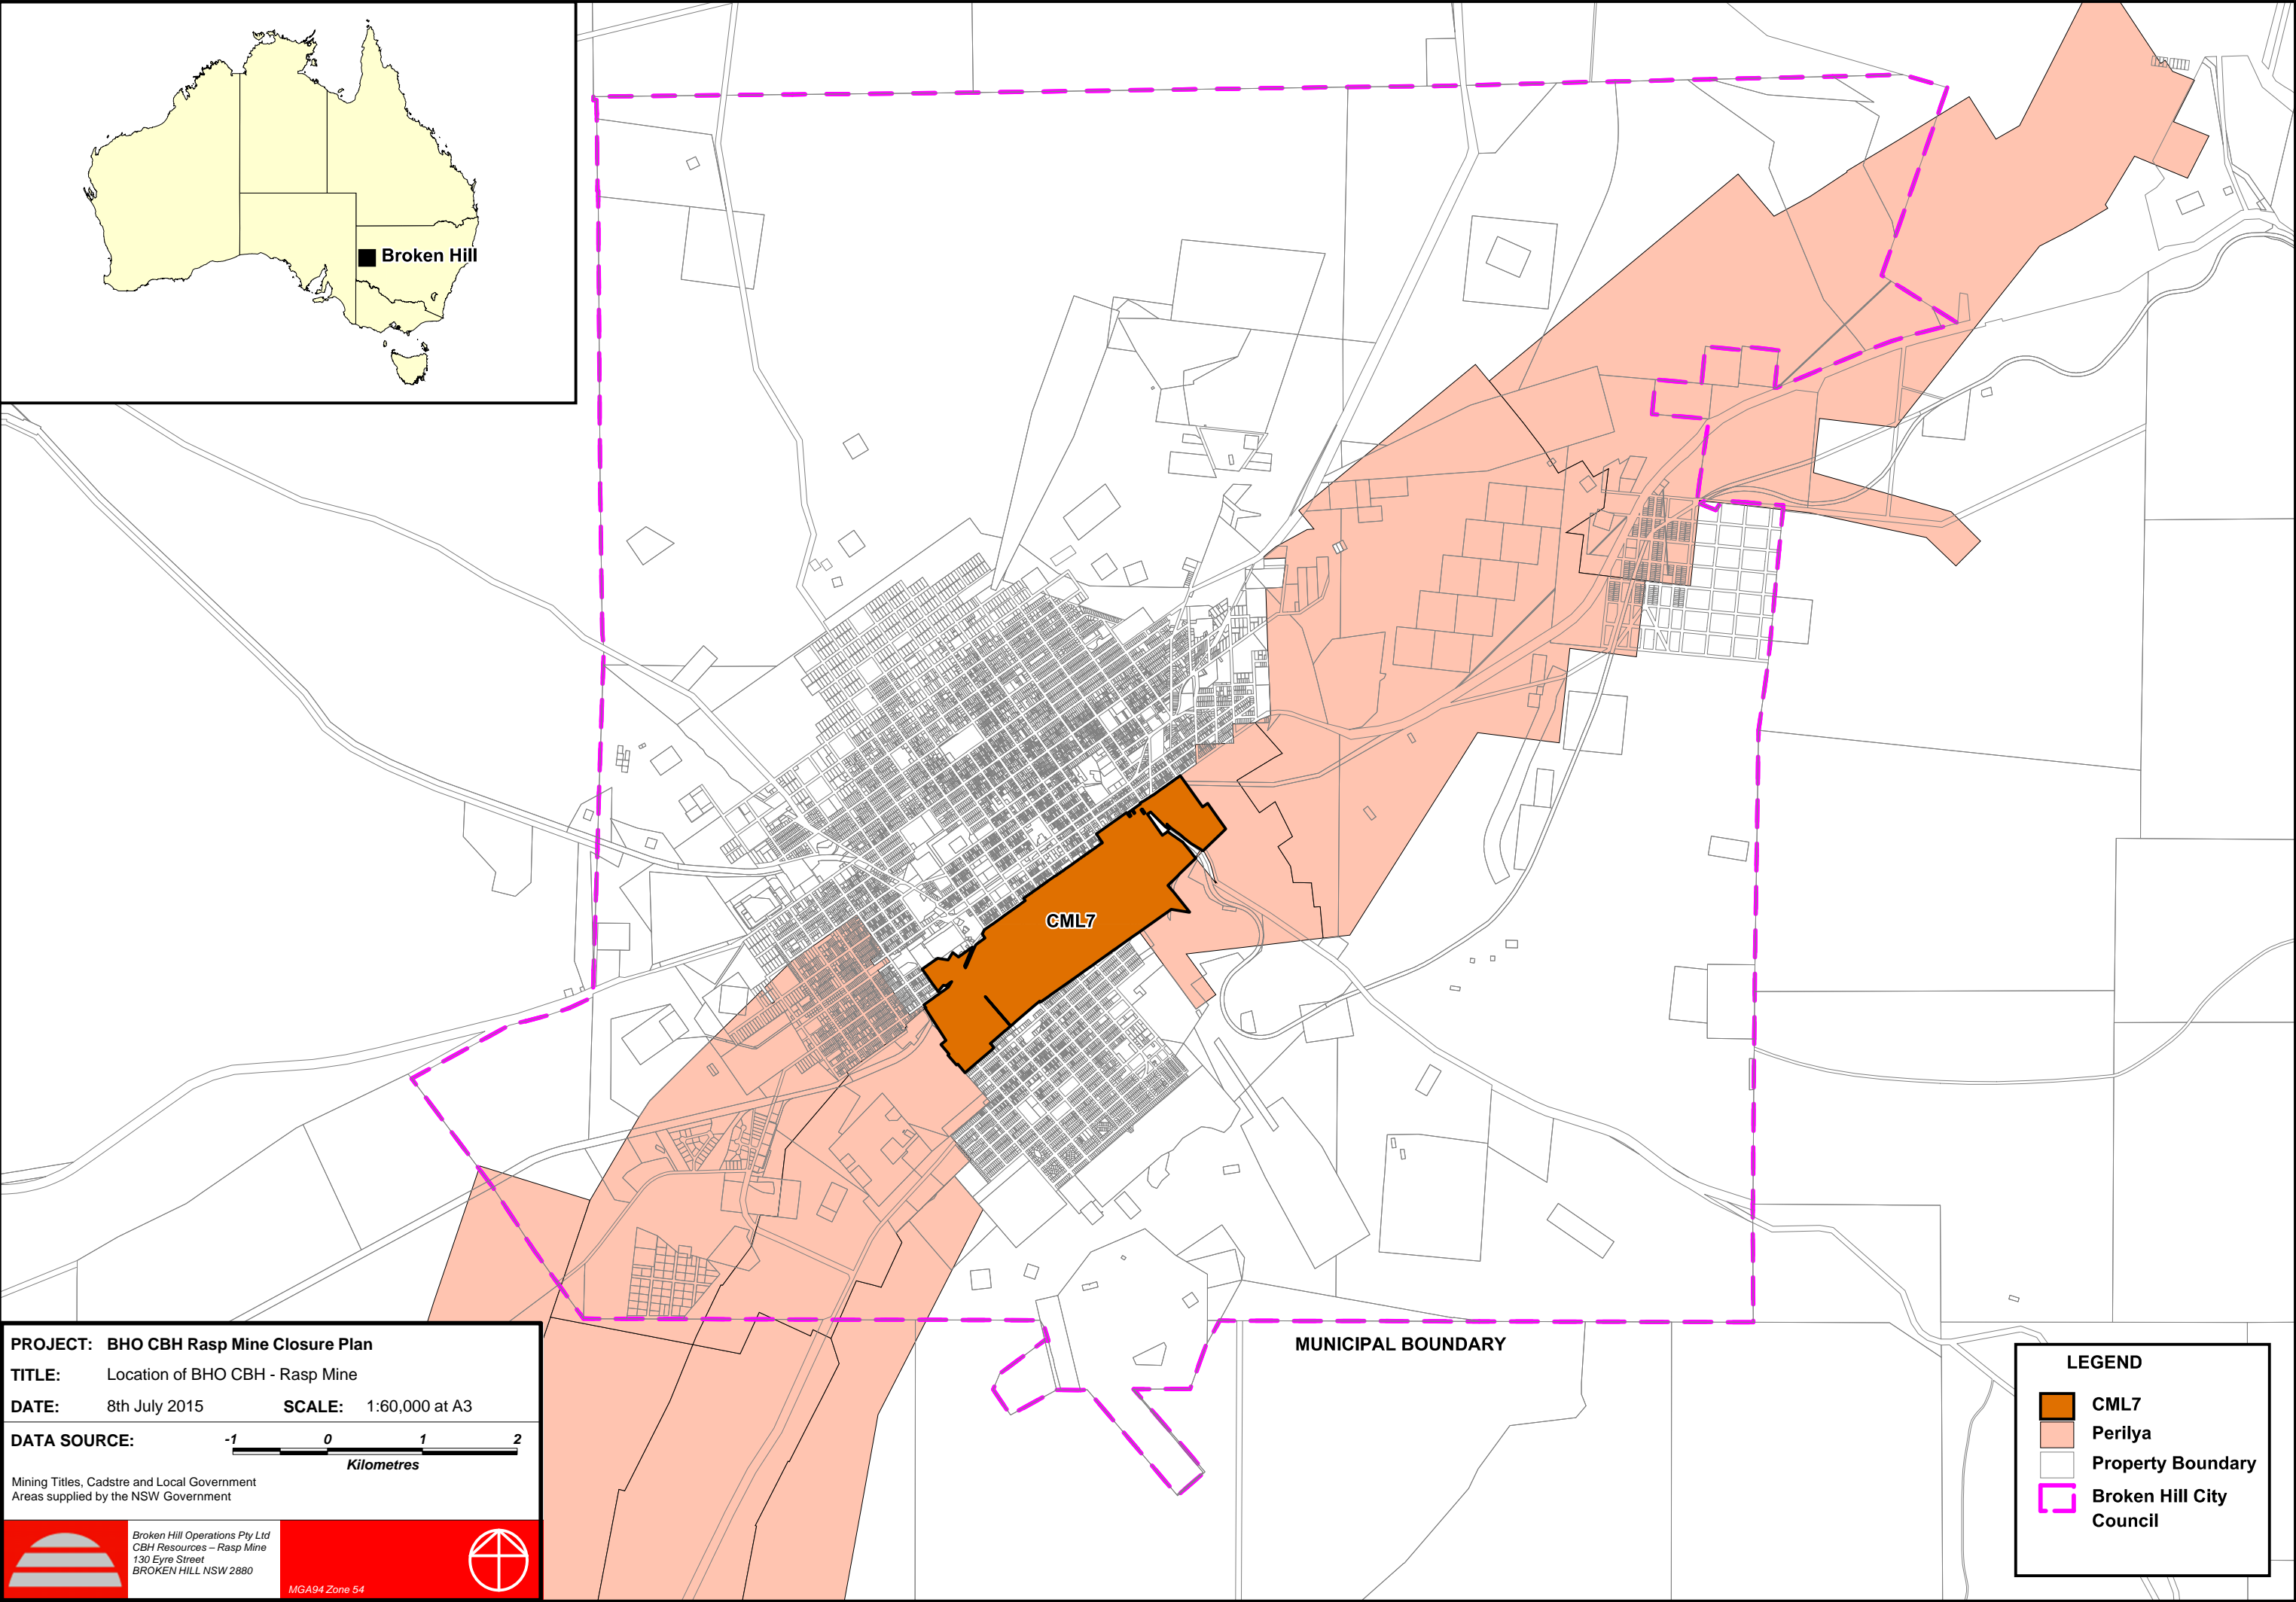 Broken Hill
CML7
MUNICIPAL BOUNDARY
PROJECT: BHO CBH Rasp Mine Closure Plan
TITLE: Location of BHO CBH - Rasp Mine
DATE: 8th July 2015 SCALE: 1:60,000 at A3
DATA SOURCE:
-1 0 1 2
Kilometres
Mining Titles, Cadstre and Local Government
Areas supplied by the NSW Government
Broken Hill Operations Pty Ltd
CBH Resources – Rasp Mine
130 Eyre Street
BROKEN HILL NSW 2880
MGA94 Zone 54
LEGEND
CML7
Perilya
Property Boundary
Broken Hill City
Council